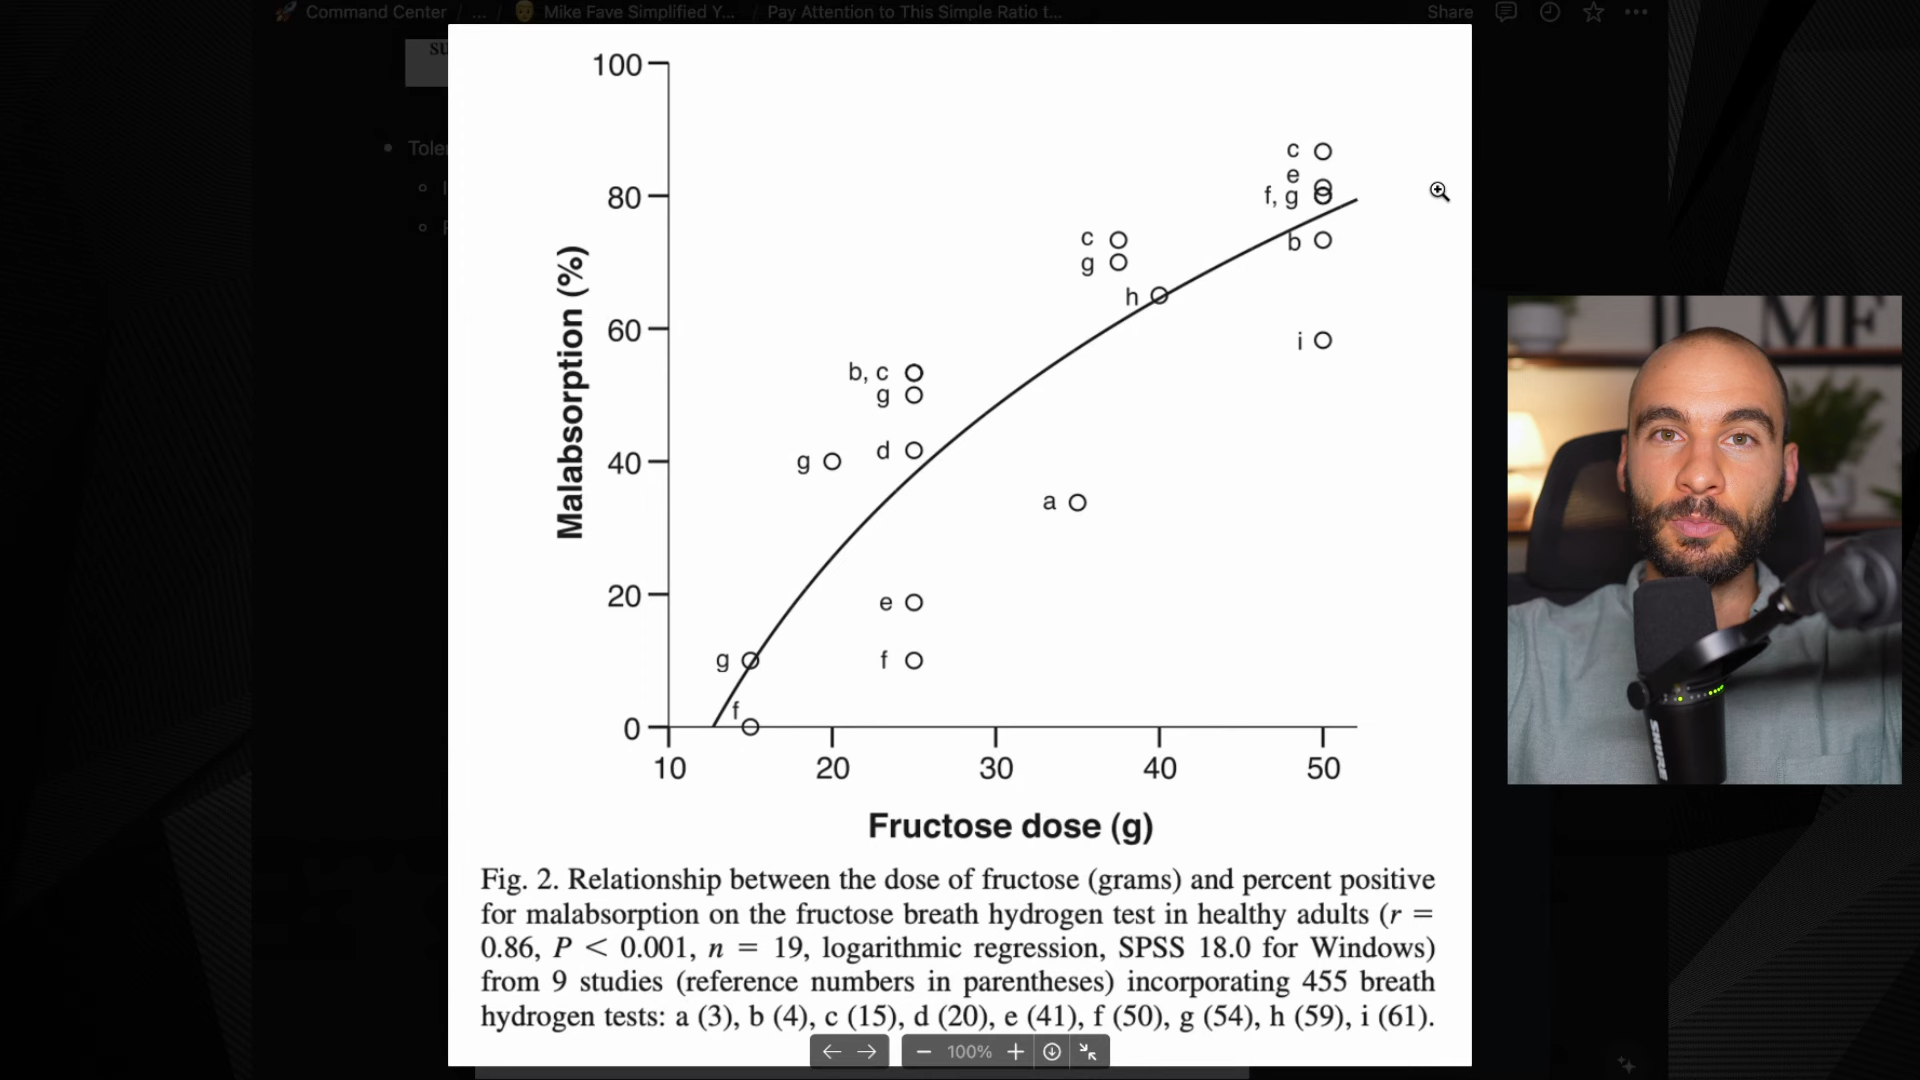 Command Center / ... / Mike Fave Simplified Y... / Pay Attention to This Simple Ratio t...
Share
su
Toler
100
80
60
40
20
0
Malabsorption (%)
c
e
f, g
b
c
g
h
i
b, c
g
d
g
a
e
f
g
f
10 20 30 40 50
Fructose dose (g)
Fig. 2. Relationship between the dose of fructose (grams) and percent positive
for malabsorption on the fructose breath hydrogen test in healthy adults (r =
0.86, P < 0.001, n = 19, logarithmic regression, SPSS 18.0 for Windows)
from 9 studies (reference numbers in parentheses) incorporating 455 breath
hydrogen tests: a (3), b (4), c (15), d (20), e (41), f (50), g (54), h (59), i (61).
100%
MF
SHURE